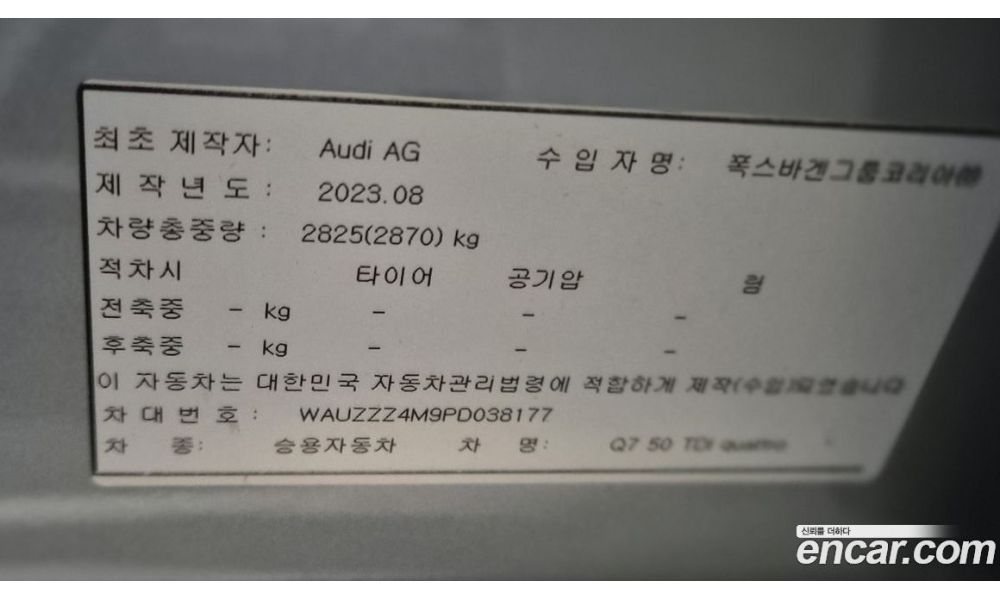 최초 제작자: Audi AG 수 입 자 명: 폭스바겐그룹코리아㈜
제 작 년 도 : 2023.08
차량총중량 : 2825(2870) kg
적차시 타이어 공기압 림
전축중 - kg - - -
후축중 - kg - - -
이 자동차는 대한민국 자동차관리법령에 적합하게 제작(수입)되었습니다
차 대 번 호 : WAUZZZ4M9PD038177
차 종: 승용자동차 차 명: Q7 50 TDI quattro
신뢰를 더하다
encar.com